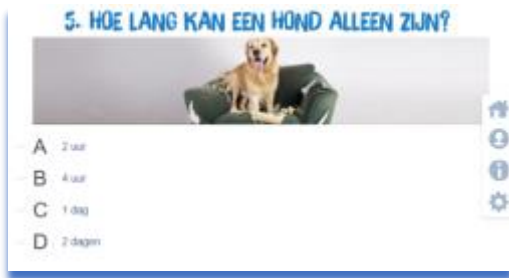 5. HOE LANG KAN EEN HOND ALLEEN ZIJN?
A 2 uur
B 4 uur
C 1 dag
D 2 dagen